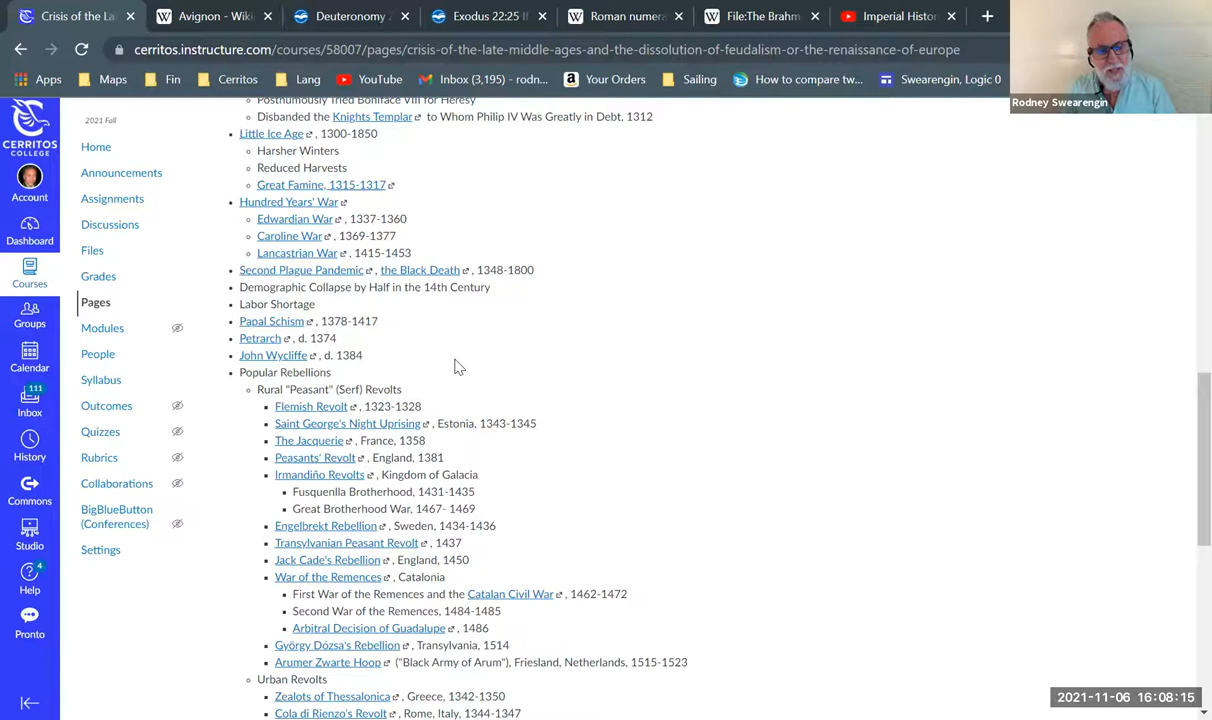 Crisis of the La
Avignon - Wiki
Deuteronomy
Exodus 22:25 I
Roman numera
File:The Brahm
Imperial Histor
cerritos.instructure.com/courses/58007/pages/crisis-of-the-late-middle-ages-and-the-dissolution-of-feudalism-or-the-renaissance-of-europe
Apps
Maps
Fin
Cerritos
Lang
YouTube
Inbox (3,195) - rodn...
Your Orders
Sailing
How to compare tw...
Swearengin, Logic 0
Rodney Swearengin
CERRITOS
COLLEGE
Account
Dashboard
Courses
Groups
Calendar
111
Inbox
History
Commons
Studio
4
Help
Pronto
2021 Fall
Home
Announcements
Assignments
Discussions
Files
Grades
Pages
Modules
People
Syllabus
Outcomes
Quizzes
Rubrics
Collaborations
BigBlueButton
(Conferences)
Settings
Posthumously Tried Boniface VIII for Heresy
Disbanded the Knights Templar to Whom Philip IV Was Greatly in Debt. 1312
Little Ice Age , 1300-1850
Harsher Winters
Reduced Harvests
Great Famine, 1315-1317
Hundred Years' War
Edwardian War , 1337-1360
Caroline War , 1369-1377
Lancastrian War , 1415-1453
Second Plague Pandemic , the Black Death , 1348-1800
Demographic Collapse by Half in the 14th Century
Labor Shortage
Papal Schism , 1378-1417
Petrarch , d. 1374
John Wycliffe , d. 1384
Popular Rebellions
Rural "Peasant" (Serf) Revolts
Flemish Revolt , 1323-1328
Saint George's Night Uprising , Estonia, 1343-1345
The Jacquerie , France, 1358
Peasants' Revolt , England, 1381
Irmandiño Revolts , Kingdom of Galacia
Fusquenlla Brotherhood, 1431-1435
Great Brotherhood War, 1467- 1469
Engelbrekt Rebellion , Sweden, 1434-1436
Transylvanian Peasant Revolt , 1437
Jack Cade's Rebellion , England, 1450
War of the Remences , Catalonia
First War of the Remences and the Catalan Civil War , 1462-1472
Second War of the Remences, 1484-1485
Arbitral Decision of Guadalupe , 1486
György Dózsa's Rebellion , Transylvania, 1514
Arumer Zwarte Hoop ("Black Army of Arum"), Friesland, Netherlands, 1515-1523
Urban Revolts
Zealots of Thessalonica , Greece, 1342-1350
Cola di Rienzo's Revolt , Rome, Italy, 1344-1347
2021-11-06 16:08:15